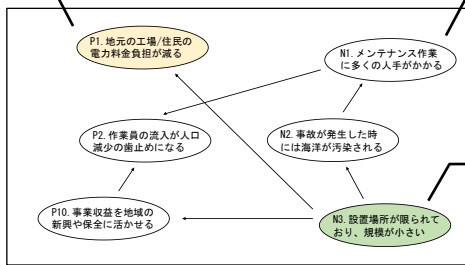 P1. 地元の工場/住民の
電力料金負担が減る
N1. メンテナンス作業
に多くの人手がかかる
P2. 作業員の流入が人口
減少の歯止めになる
N2. 事故が発生した時
には海洋が汚染される
P10. 事業収益を地域の
新興や保全に活かせる
N3. 設置場所が限られて
おり、規模が小さい